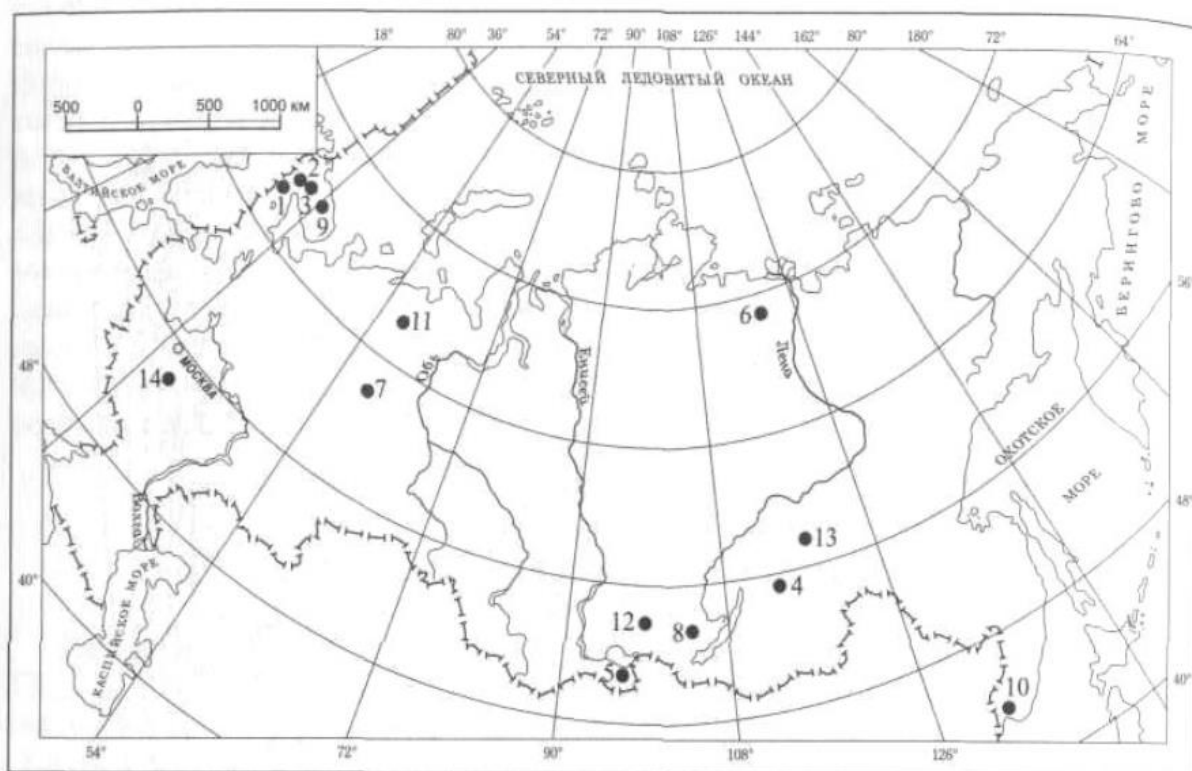 18° 80° 36° 54° 72° 90° 108° 126° 144° 162° 80° 180° 72° 64°
СЕВЕРНЫЙ ЛЕДОВИТЫЙ ОКЕАН
500 0 500 1000 км
БАЛТИЙСКОЕ МОРЕ
БЕРИНГОВО МОРЕ
1 2 3
9
56°
11
6
48°
МОСКВА
14
7
Обь
Енисей
Лена
ОХОТСКОЕ
МОРЕ
48°
Волга
13
40°
4
КАСПИЙСКОЕ МОРЕ
12
8
5
10
40°
54° 72° 90° 108° 126°